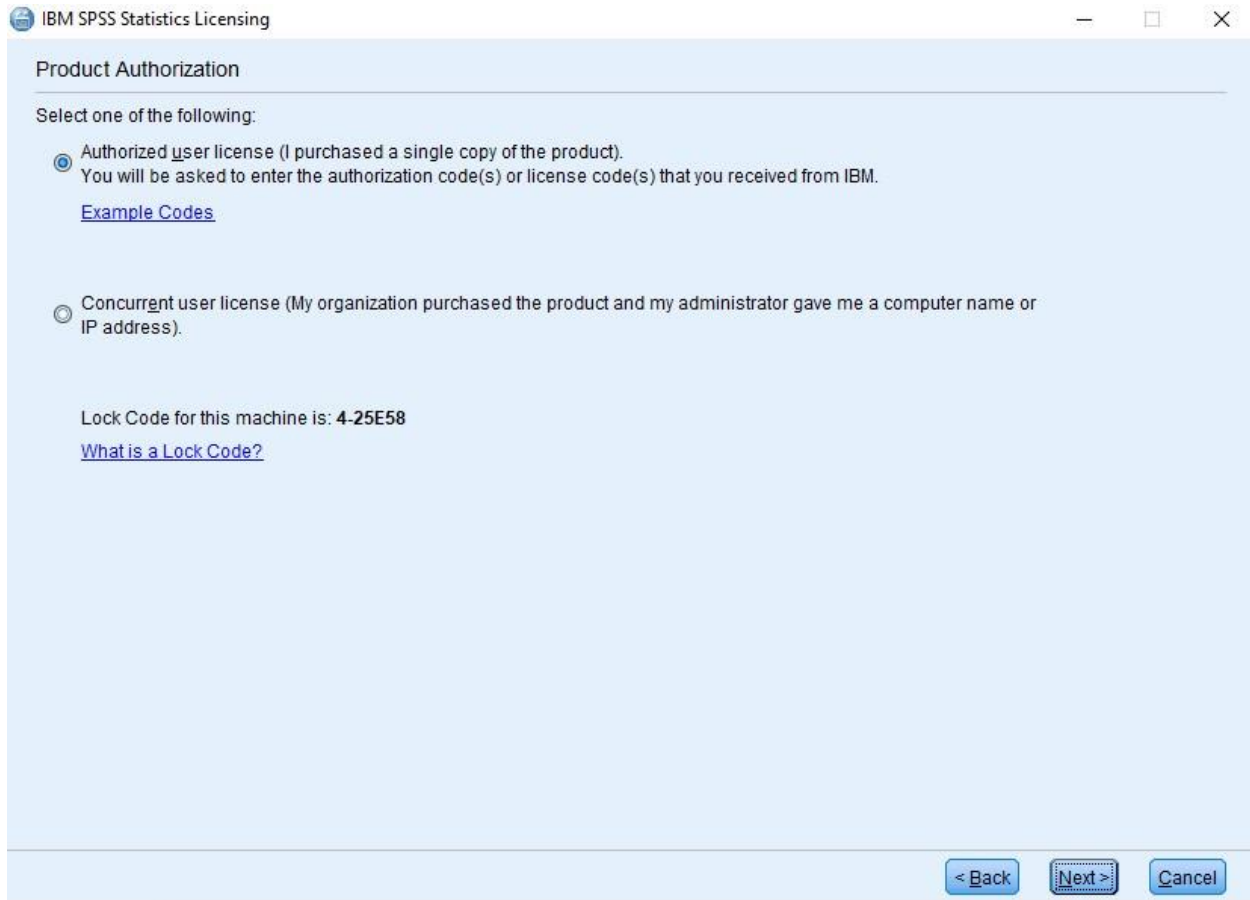 IBM SPSS Statistics Licensing
Product Authorization
Select one of the following:
Authorized user license (I purchased a single copy of the product).
You will be asked to enter the authorization code(s) or license code(s) that you received from IBM.
Example Codes
Concurrent user license (My organization purchased the product and my administrator gave me a computer name or
IP address).
Lock Code for this machine is: 4-25E58
What is a Lock Code?
< Back Next > Cancel